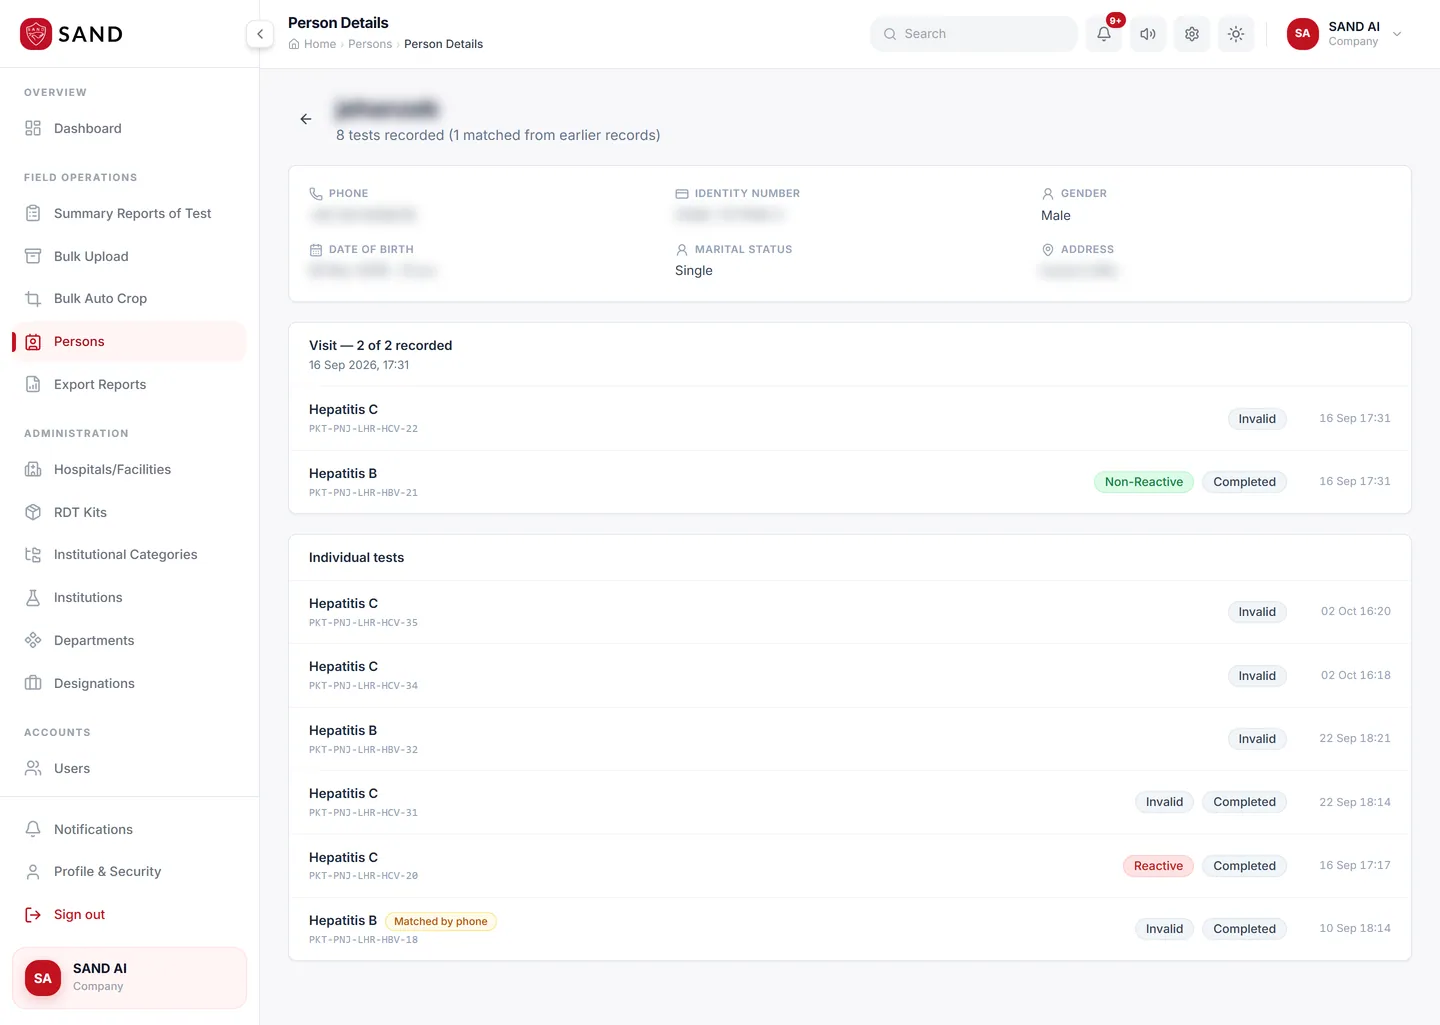 SAND
OVERVIEW
Dashboard
FIELD OPERATIONS
Summary Reports of Test
Bulk Upload
Bulk Auto Crop
Persons
Export Reports
ADMINISTRATION
Hospitals/Facilities
RDT Kits
Institutional Categories
Institutions
Departments
Designations
ACCOUNTS
Users
Notifications
Profile & Security
Sign out
SA
SAND AI
Company
Person Details
Home › Persons › Person Details
Search
9+
SA
SAND AI
Company
8 tests recorded (1 matched from earlier records)
PHONE
IDENTITY NUMBER
GENDER
Male
DATE OF BIRTH
MARITAL STATUS
Single
ADDRESS
Visit — 2 of 2 recorded
16 Sep 2026, 17:31
Hepatitis C
PKT-PNJ-LHR-HCV-22
Invalid
16 Sep 17:31
Hepatitis B
PKT-PNJ-LHR-HBV-21
Non-Reactive
Completed
16 Sep 17:31
Individual tests
Hepatitis C
PKT-PNJ-LHR-HCV-35
Invalid
02 Oct 16:20
Hepatitis C
PKT-PNJ-LHR-HCV-34
Invalid
02 Oct 16:18
Hepatitis B
PKT-PNJ-LHR-HBV-32
Invalid
22 Sep 18:21
Hepatitis C
PKT-PNJ-LHR-HCV-31
Invalid
Completed
22 Sep 18:14
Hepatitis C
PKT-PNJ-LHR-HCV-20
Reactive
Completed
16 Sep 17:17
Hepatitis B
Matched by phone
PKT-PNJ-LHR-HBV-18
Invalid
Completed
10 Sep 18:14